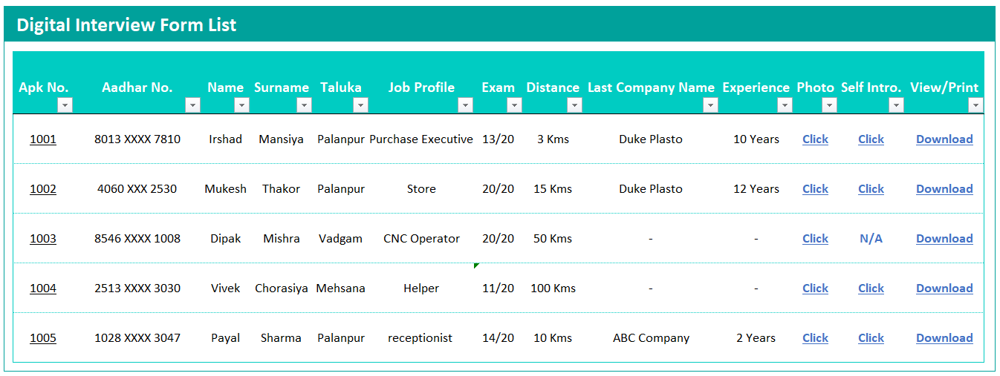 Digital Interview Form List
Apk No. Aadhar No. Name Surname Taluka Job Profile Exam Distance Last Company Name Experience Photo Self Intro. View/Print
1001 8013 XXXX 7810 Irshad Mansiya Palanpur Purchase Executive 13/20 3 Kms Duke Plasto 10 Years Click Click Download
1002 4060 XXX 2530 Mukesh Thakor Palanpur Store 20/20 15 Kms Duke Plasto 12 Years Click Click Download
1003 8546 XXXX 1008 Dipak Mishra Vadgam CNC Operator 20/20 50 Kms - - Click N/A Download
1004 2513 XXXX 3030 Vivek Chorasiya Mehsana Helper 11/20 100 Kms - - Click Click Download
1005 1028 XXXX 3047 Payal Sharma Palanpur receptionist 14/20 10 Kms ABC Company 2 Years Click Click Download